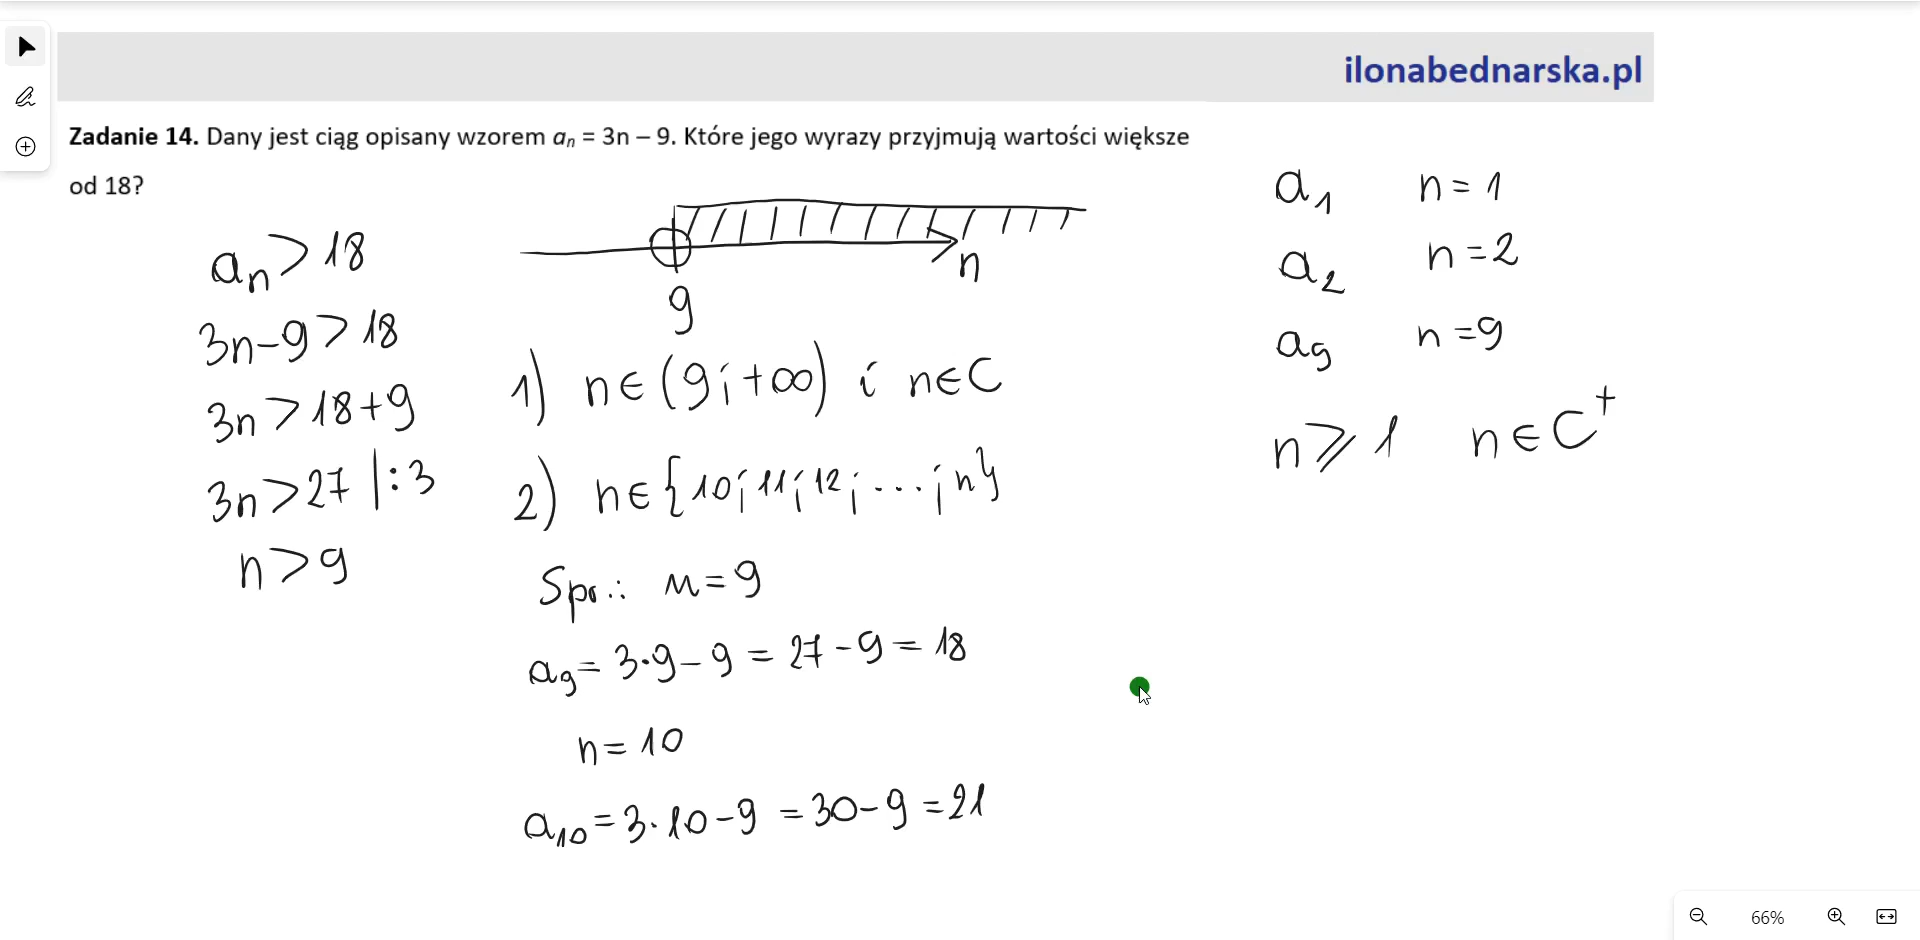 ilonabednarska.pl
Zadanie 14. Dany jest ciąg opisany wzorem aₙ = 3n – 9. Które jego wyrazy przyjmują wartości większe
od 18?
aₙ > 18
3n-9 > 18
3n > 18+9
3n > 27 |:3
n > 9
n
9
1) n∈(9;+∞) i n∈C
2) n∈{10;11;12;...;n}
Spr.: n=9
a₉ = 3·9-9 = 27-9 = 18
n=10
a₁₀ = 3·10-9 = 30-9 = 21
a₁ n=1
a₂ n=2
a₉ n=9
n⩾1 n∈C⁺
66%